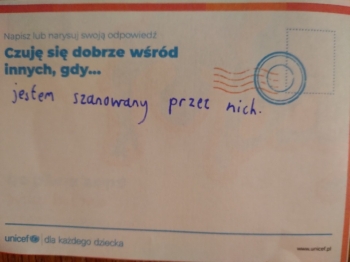 Napisz lub narysuj swoją odpowiedź
Czuję się dobrze wśród
innych, gdy...
jestem szanowany przez nich.
unicef | dla każdego dziecka
www.unicef.pl